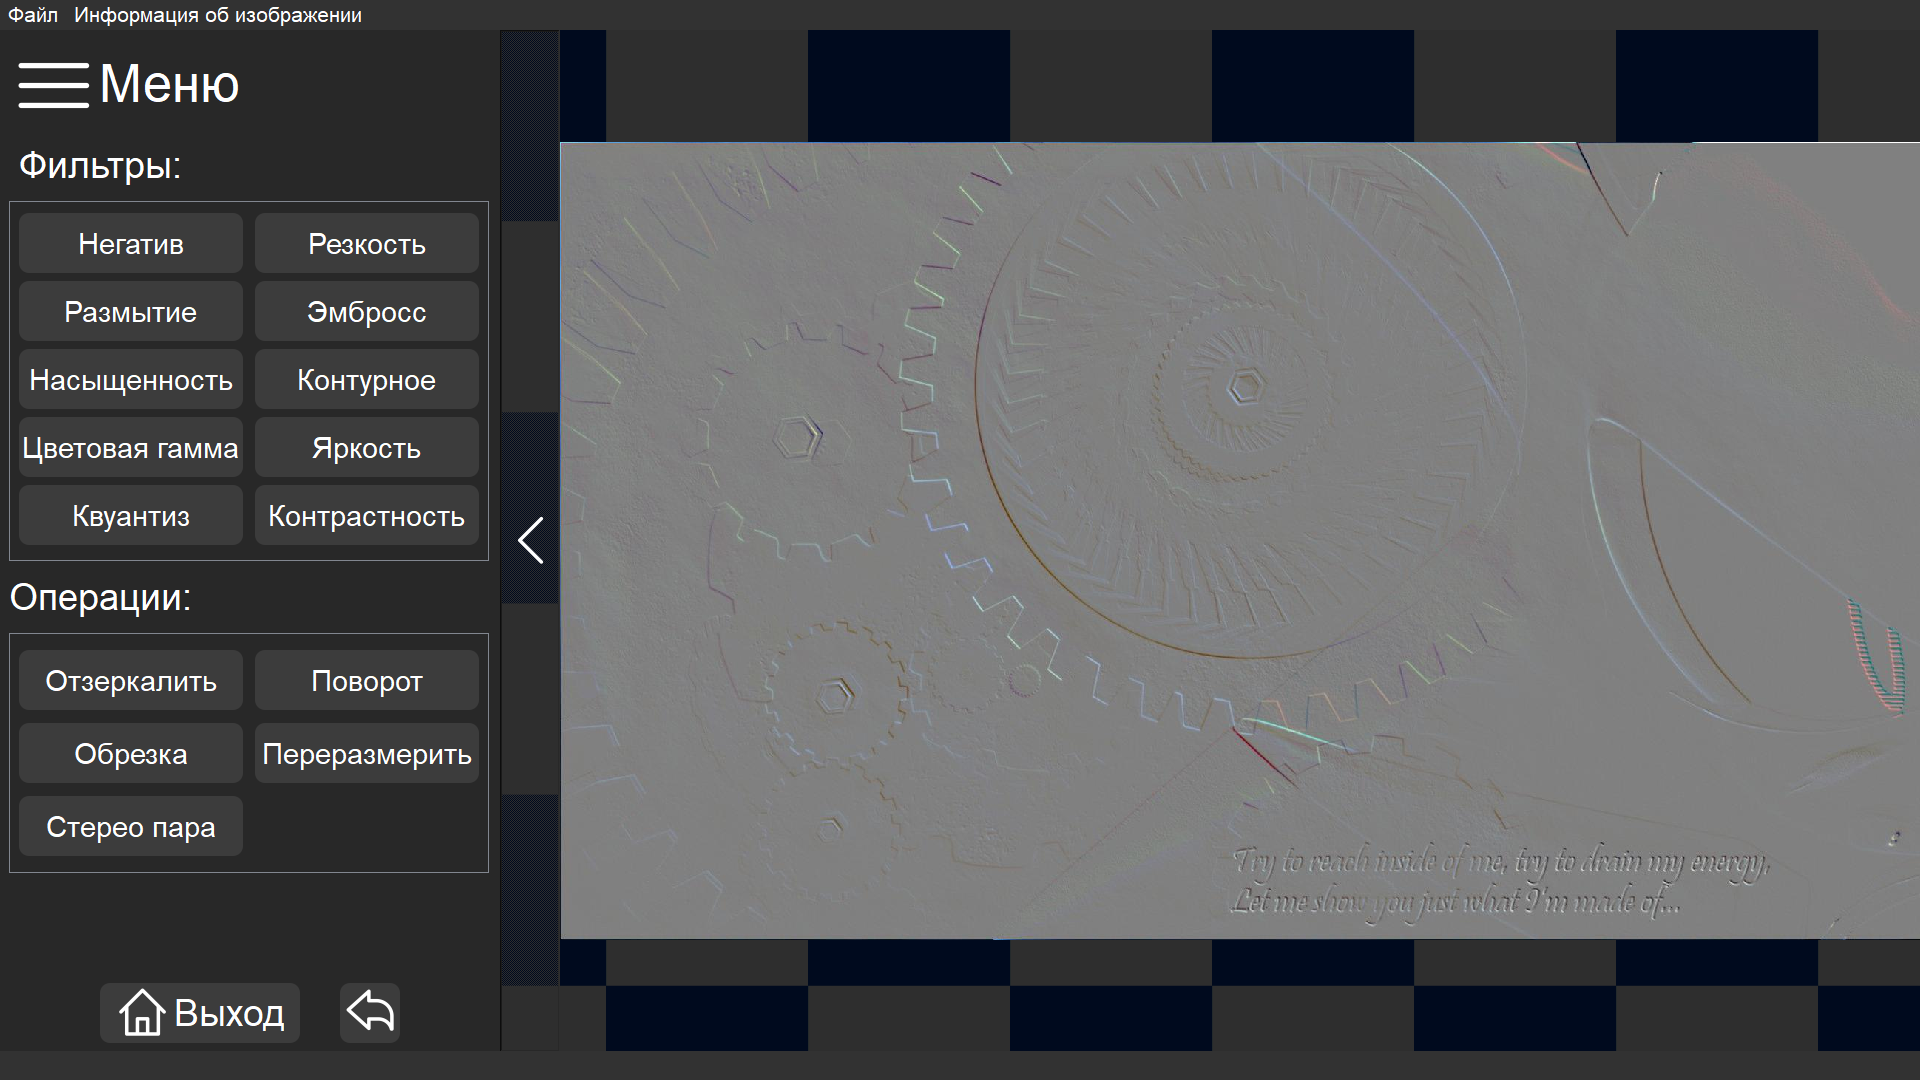 Файл Информация об изображении
Меню
Фильтры:
Негатив Резкость
Размытие Эмбросс
Насыщенность Контурное
Цветовая гамма Яркость
Квуантиз Контрастность
Операции:
Отзеркалить Поворот
Обрезка Переразмерить
Стерео пара
Выход
Try to reach inside of me, try to drain my energy,
Let me show you just what I'm made of...